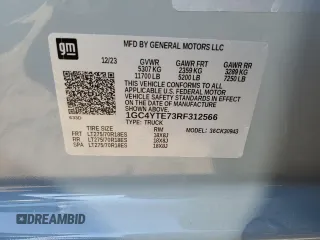 gm
MFD BY GENERAL MOTORS LLC
12/23 GVWR GAWR FRT GAWR RR
5307 KG 2359 KG 3289 KG
11700 LB 5200 LB 7250 LB
THIS VEHICLE CONFORMS TO ALL
APPLICABLE U.S. FEDERAL MOTOR
VEHICLE SAFETY STANDARDS IN
EFFECT ON THE DATE OF
MANUFACTURE SHOWN ABOVE.
1GC4YTE73RF312566
TYPE: TRUCK MODEL: 36CK30943
TIRE SIZE RIM
FRT LT275/70R18ES 18X8J
RR LT275/70R18ES 18X8J
SPA LT275/70R18ES 18X8J
AUTOBIDMASTER